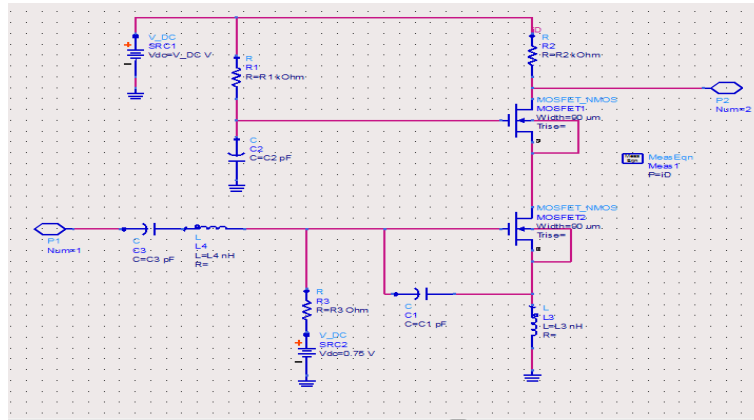 V_DC
SRC1
Vdc=V_DC V
R
R1
R=R1 kOhm
D
R
R2
R=R2 kOhm
P2
Num=2
MOSFET_NMOS
MOSFET1
Width=90 um
Trise=
C
C2
C=C2 pF
Meas
Eqn
MeasEqn
Meas1
P=iD
P1
Num=1
C
C3
C=C3 pF
L
L4
L=L4 nH
R=
MOSFET_NMOS
MOSFET2
Width=90 um
Trise=
R
R3
R=R3 Ohm
V_DC
SRC2
Vdc=0.75 V
C
C1
C=C1 pF
L
L3
L=L3 nH
R=